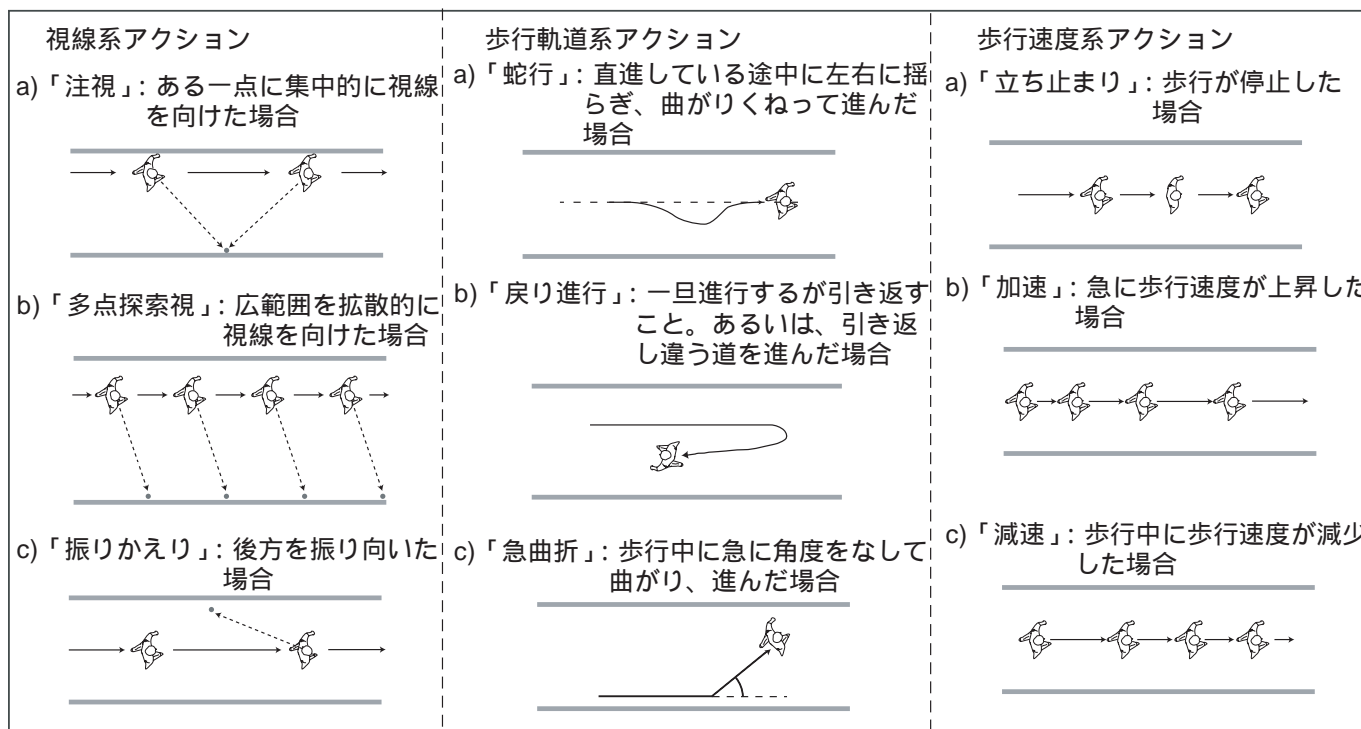 視線系アクション
a)「注視」: ある一点に集中的に視線
を向けた場合
b)「多点探索視」: 広範囲を拡散的に
視線を向けた場合
c)「振りかえり」: 後方を振り向いた
場合
歩行軌道系アクション
a)「蛇行」: 直進している途中に左右に揺
らぎ、曲がりくねって進んだ
場合
b)「戻り進行」: 一旦進行するが引き返す
こと。あるいは、引き返
し違う道を進んだ場合
c)「急曲折」: 歩行中に急に角度をなして
曲がり、進んだ場合
歩行速度系アクション
a)「立ち止まり」: 歩行が停止した
場合
b)「加速」: 急に歩行速度が上昇した
場合
c)「減速」: 歩行中に歩行速度が減少
した場合